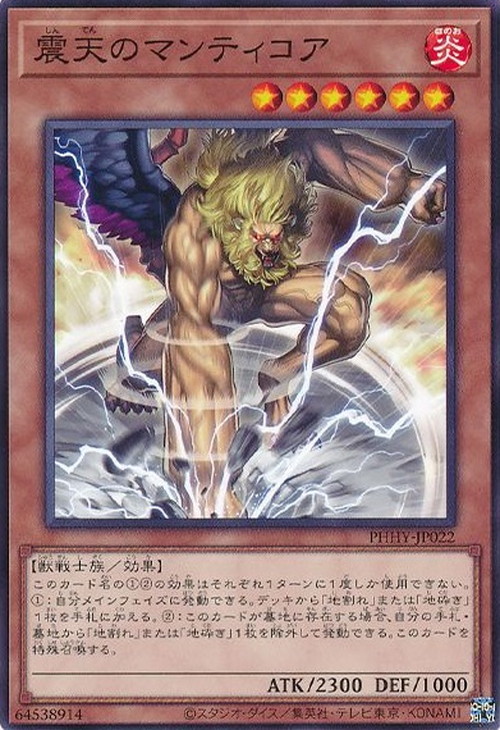 震天のマンティコア
炎
PHHY-JP022
【獣戦士族/効果】
このカード名の①②の効果はそれぞれ1ターンに1度しか使用できない。
①:自分メインフェイズに発動できる。デッキから「地割れ」または「地砕き」
1枚を手札に加える。②:このカードが墓地に存在する場合、自分の手札・
墓地から「地割れ」または「地砕き」1枚を除外して発動できる。このカードを
特殊召喚する。
ATK/2300 DEF/1000
64538914
©スタジオ・ダイス/集英社・テレビ東京・KONAMI